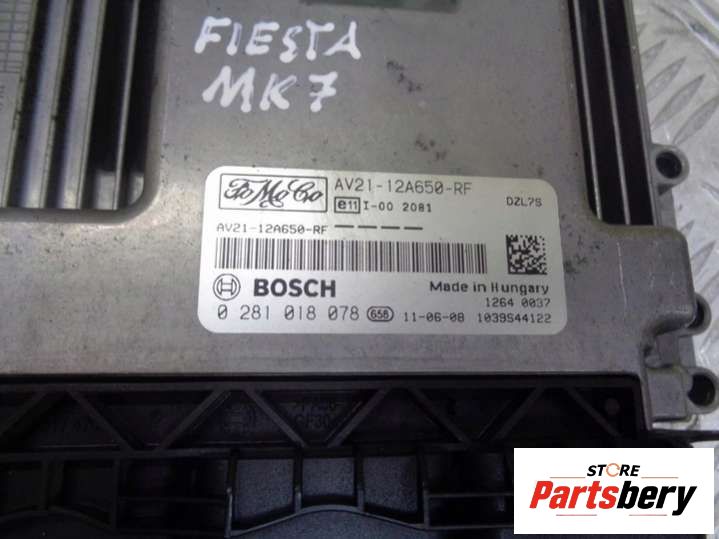 FIESTA
MK7
FoMoCo
AV21-12A650-RF
e11 I-00 2081
DZL7S
AV21-12A650-RF
BOSCH
Made in Hungary
1264 0037
0 281 018 078 656 11-06-08 1039S44122
STORE
Partsbery